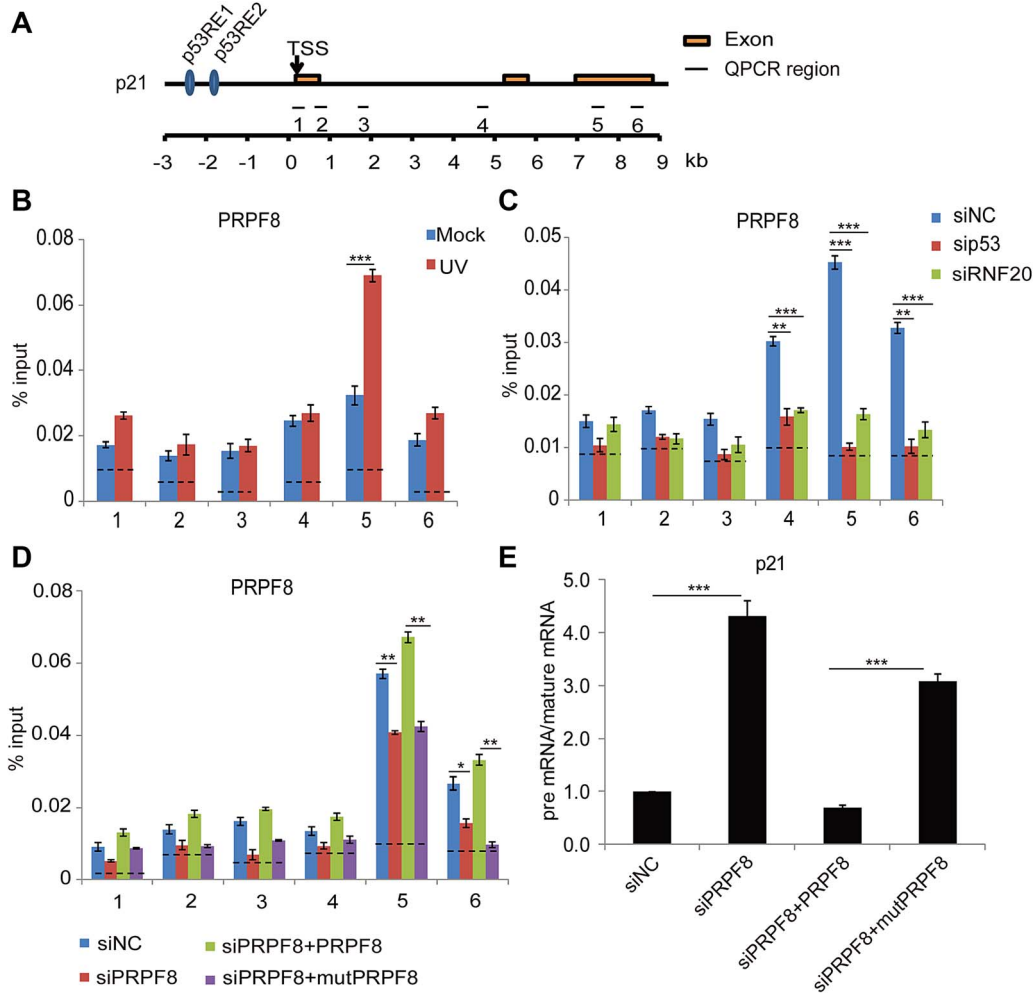 A
p53RE1
p53RE2
TSS
Exon
QPCR region
p21
1 2 3 4 5 6
-3 -2 -1 0 1 2 3 4 5 6 7 8 9 kb
B
PRPF8
Mock
UV
***
% input
0.08
0.06
0.04
0.02
0
1 2 3 4 5 6
C
PRPF8
siNC
sip53
siRNF20
***
**
***
***
***
**
% input
0.05
0.04
0.03
0.02
0.01
0
1 2 3 4 5 6
D
PRPF8
% input
0.08
0.06
0.04
0.02
0
**
**
*
**
1 2 3 4 5 6
siNC
siPRPF8+PRPF8
siPRPF8
siPRPF8+mutPRPF8
E
p21
pre mRNA/mature mRNA
5.0
4.0
3.0
2.0
1.0
0.0
***
***
siNC
siPRPF8
siPRPF8+PRPF8
siPRPF8+mutPRPF8